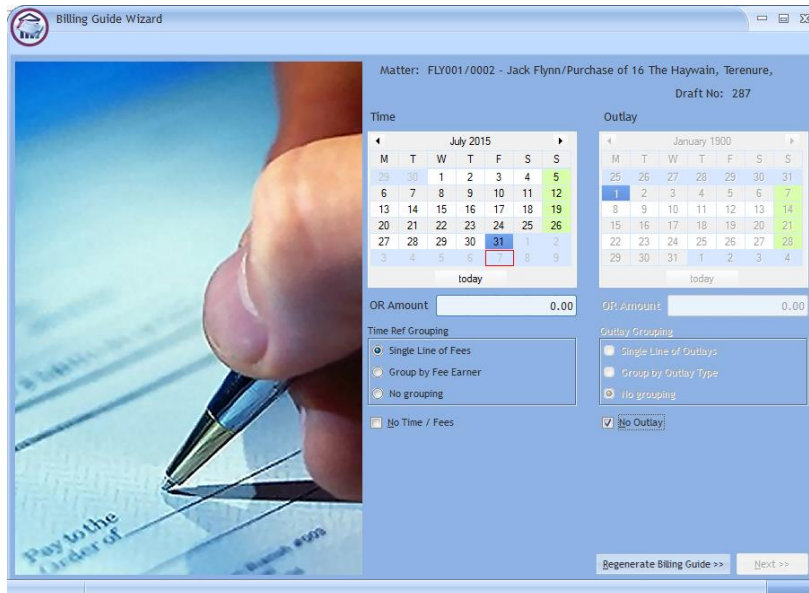 Billing Guide Wizard
Matter: FLY001/0002 - Jack Flynn/Purchase of 16 The Haywain, Terenure,
Draft No: 287
Time
Outlay
July 2015
M T W T F S S
29 30 1 2 3 4 5
6 7 8 9 10 11 12
13 14 15 16 17 18 19
20 21 22 23 24 25 26
27 28 29 30 31 1 2
3 4 5 6 7 8 9
today
January 1900
M T W T F S S
25 26 27 28 29 30 31
1 2 3 4 5 6 7
8 9 10 11 12 13 14
15 16 17 18 19 20 21
22 23 24 25 26 27 28
29 30 31 1 2 3 4
today
OR Amount 0.00
OR Amount 0.00
Time Ref Grouping
Single Line of Fees
Group by Fee Earner
No grouping
No Time / Fees
Outlay Grouping
Single Line of Outlays
Group by Outlay Type
No grouping
No Outlay
Pay to the
Order of
Regenerate Billing Guide >>
Next >>